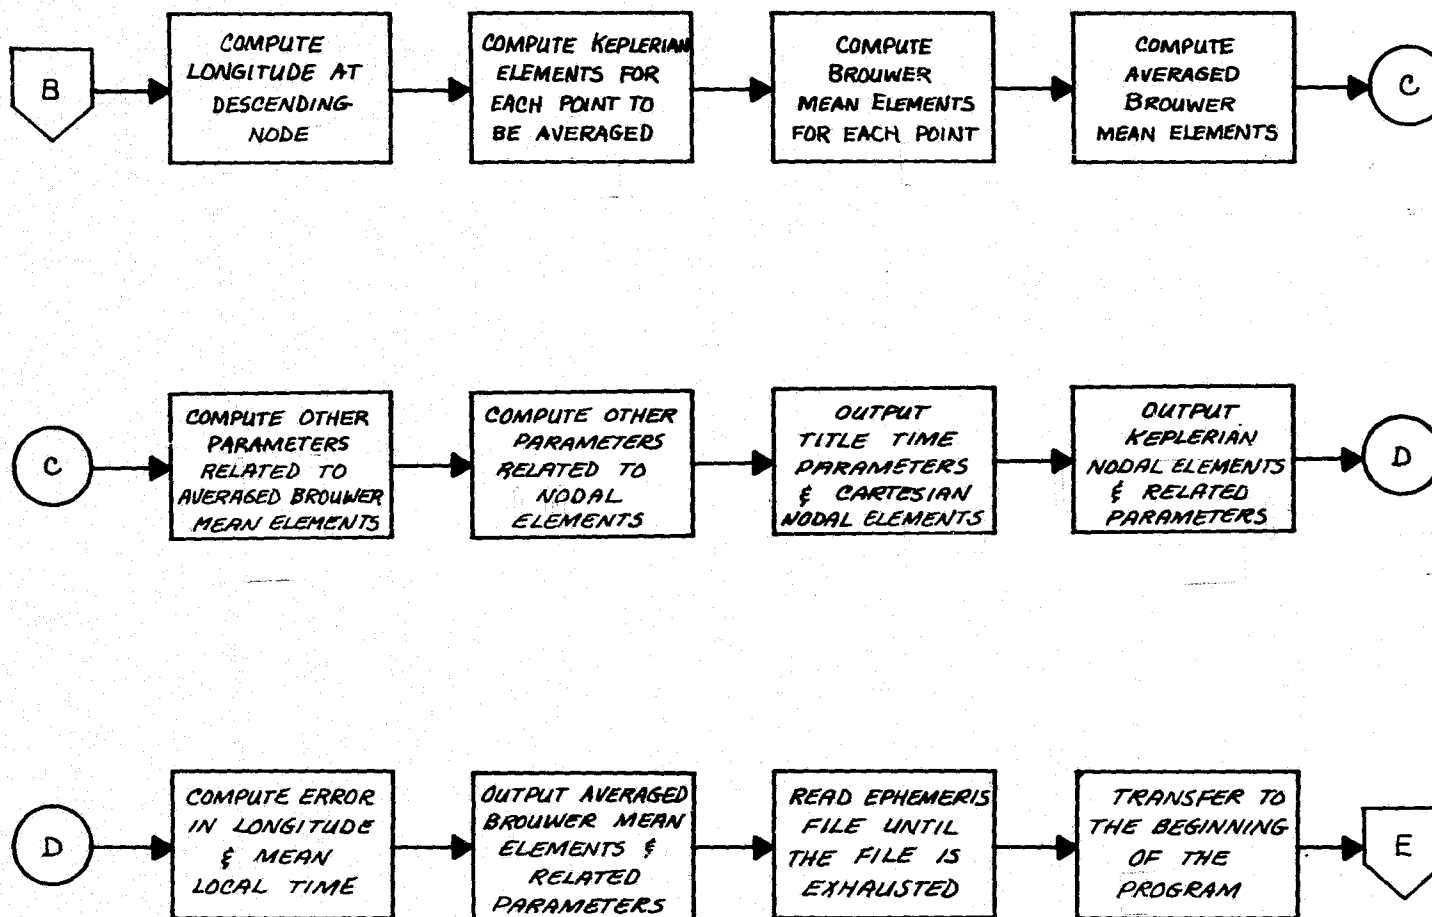 B
COMPUTE
LONGITUDE AT
DESCENDING
NODE
COMPUTE KEPLERIAN
ELEMENTS FOR
EACH POINT TO
BE AVERAGED
COMPUTE
BROUWER
MEAN ELEMENTS
FOR EACH POINT
COMPUTE
AVERAGED
BROUWER
MEAN ELEMENTS
C
C
COMPUTE OTHER
PARAMETERS
RELATED TO
AVERAGED BROUWER
MEAN ELEMENTS
COMPUTE OTHER
PARAMETERS
RELATED TO
NODAL
ELEMENTS
OUTPUT
TITLE TIME
PARAMETERS
& CARTESIAN
NODAL ELEMENTS
OUTPUT
KEPLERIAN
NODAL ELEMENTS
& RELATED
PARAMETERS
D
D
COMPUTE ERROR
IN LONGITUDE
& MEAN
LOCAL TIME
OUTPUT AVERAGED
BROUWER MEAN
ELEMENTS &
RELATED
PARAMETERS
READ EPHEMERIS
FILE UNTIL
THE FILE IS
EXHAUSTED
TRANSFER TO
THE BEGINNING
OF THE
PROGRAM
E